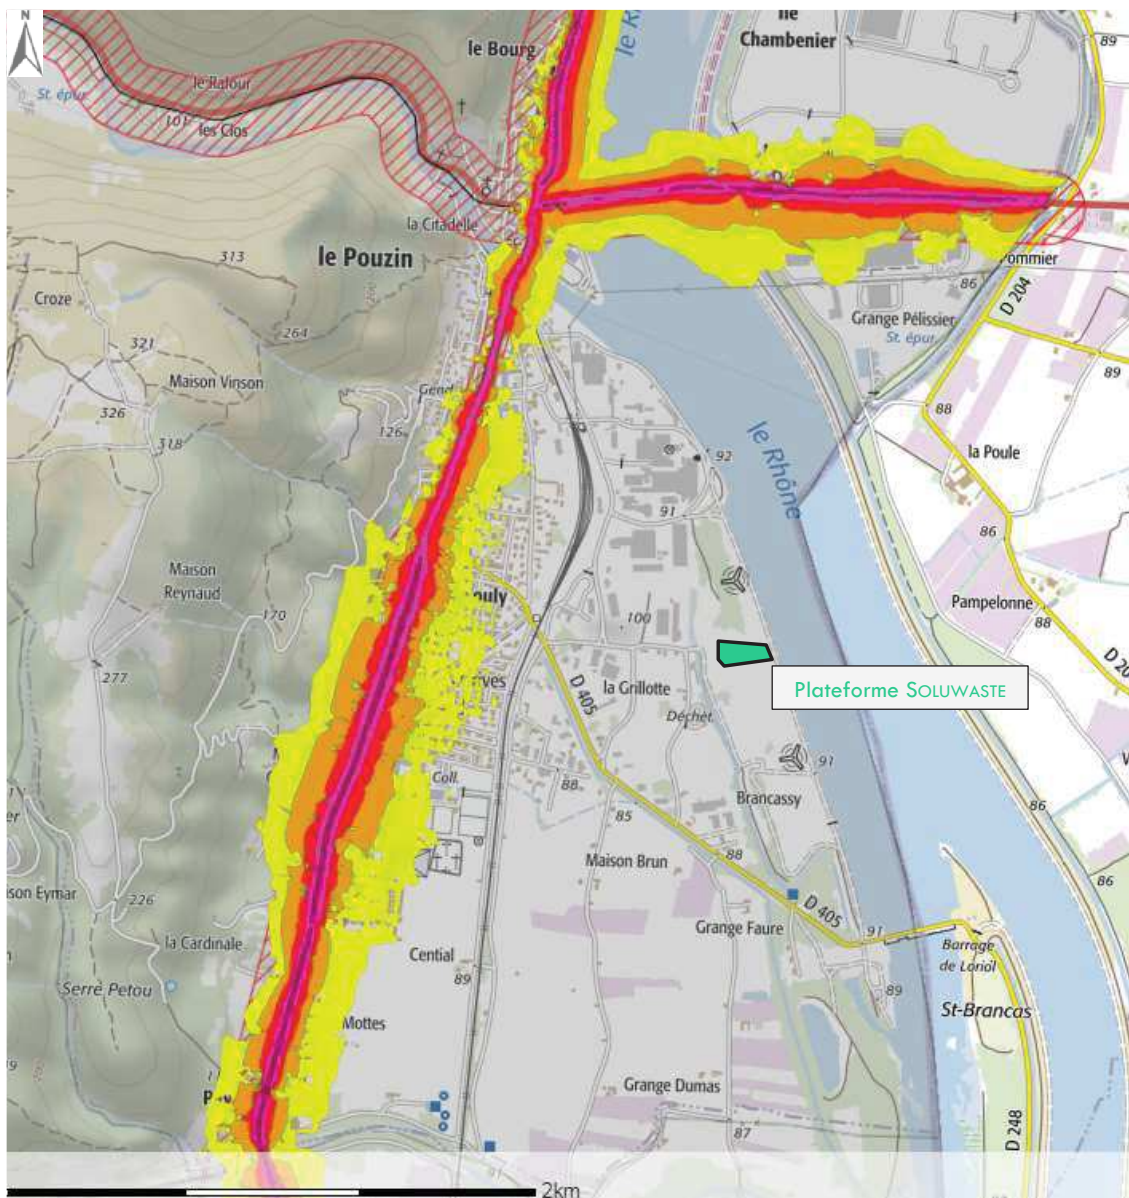 N
le Bourg
Ile
Chambenier
89
le Rafour
St. épur.
101
les Clos
la Citadelle
le Pouzin
313
Croze
264
321
Maison Vinson
326
318
Gend.
126
Pommier
86
D 204
Grange Pélissier
St. épur.
89
88
la Poule
92
le Rhône
91
86
Maison
Reynaud
170
Pampelonne
88
100
277
D 405
la Grillotte
Déchet.
Plateforme SOLUWASTE
Coll.
88
91
Brancassy
85
86
Maison Brun
88
86
226
D 405
Grange Faure
91
la Cardinale
Cential
Barrage
de Loriol
89
89
Serre Petou
St-Brancas
Mottes
Grange Dumas
87
D 248
91
2km